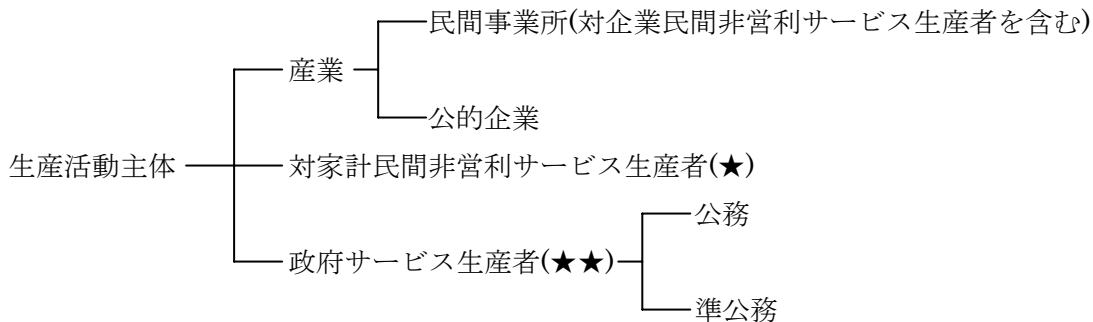 民間事業所(対企業民間非営利サービス生産者を含む)
産業
公的企業
生産活動主体
対家計民間非営利サービス生産者(★)
公務
政府サービス生産者(★★)
準公務